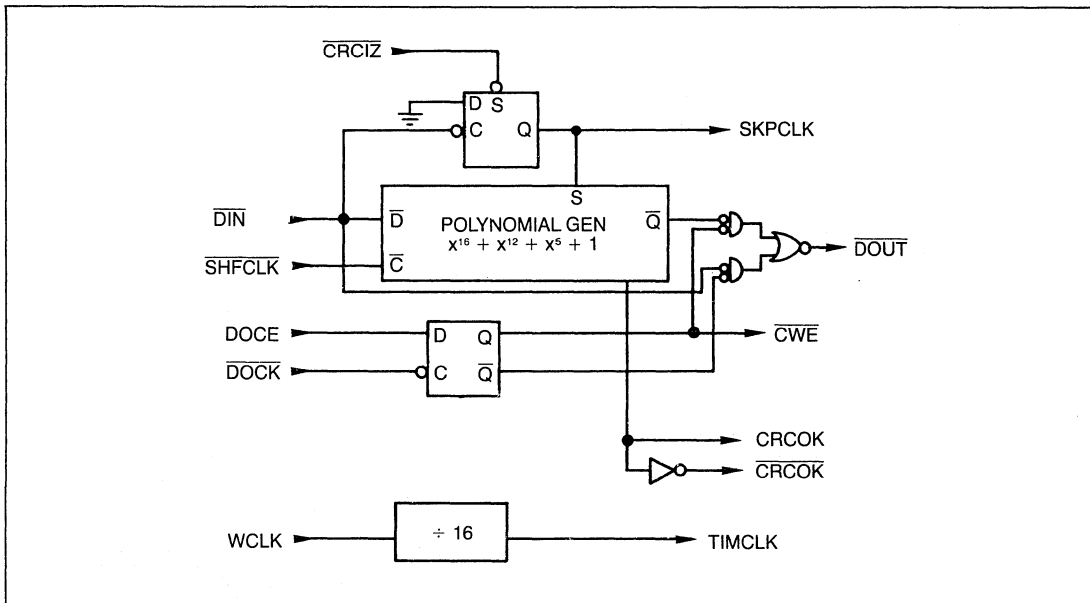 CRCIZ
D S
C Q
SKPCLK
S
DIN
D
POLYNOMIAL GEN
Q
x¹⁶ + x¹² + x⁵ + 1
DOUT
SHFCLK
C
DOCE
D Q
CWE
DOCK
C Q
CRCOK
CRCOK
WCLK
÷ 16
TIMCLK